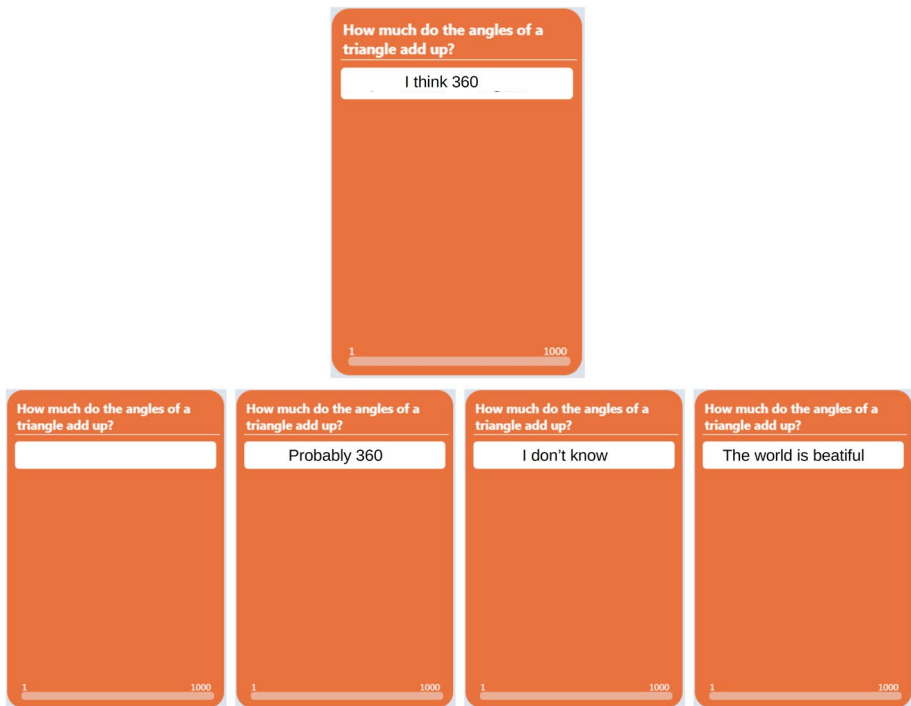 How much do the angles of a
triangle add up?
I think 360
1 1000
How much do the angles of a
triangle add up?
1 1000
How much do the angles of a
triangle add up?
Probably 360
1 1000
How much do the angles of a
triangle add up?
I don't know
1 1000
How much do the angles of a
triangle add up?
The world is beatiful
1 1000